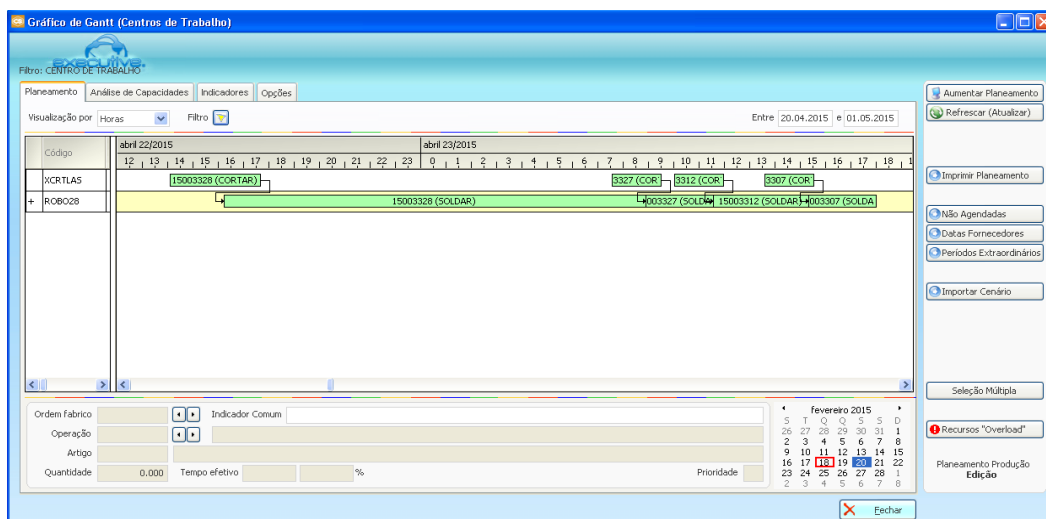 Gráfico de Gantt (Centros de Trabalho)
executive.
Filtro: CENTRO DE TRABALHO
Planeamento Análise de Capacidades Indicadores Opções
Visualização por Horas Filtro Entre 20.04.2015 e 01.05.2015
Código abril 22/2015 abril 23/2015
12 13 14 15 16 17 18 19 20 21 22 23 0 1 2 3 4 5 6 7 8 9 10 11 12 13 14 15 16 17 18 1
XCRTLAS 15003328 (CORTAR) 3327 (COR 3312 (COR 3307 (COR
+ ROBO28 15003328 (SOLDAR) 003327 (SOLDA 15003312 (SOLDAR) 003307 (SOLDA
Aumentar Planeamento
Refrescar (Atualizar)
Imprimir Planeamento
Não Agendadas
Datas Fornecedores
Períodos Extraordinários
Importar Cenário
Seleção Múltipla
Recursos "Overload"
Planeamento Produção
Edição
Ordem fabrico Indicador Comum
Operação
Artigo
Quantidade 0.000 Tempo efetivo % Prioridade
fevereiro 2015
S T Q Q S S D
26 27 28 29 30 31 1
2 3 4 5 6 7 8
9 10 11 12 13 14 15
16 17 18 19 20 21 22
23 24 25 26 27 28 1
2 3 4 5 6 7 8
Fechar